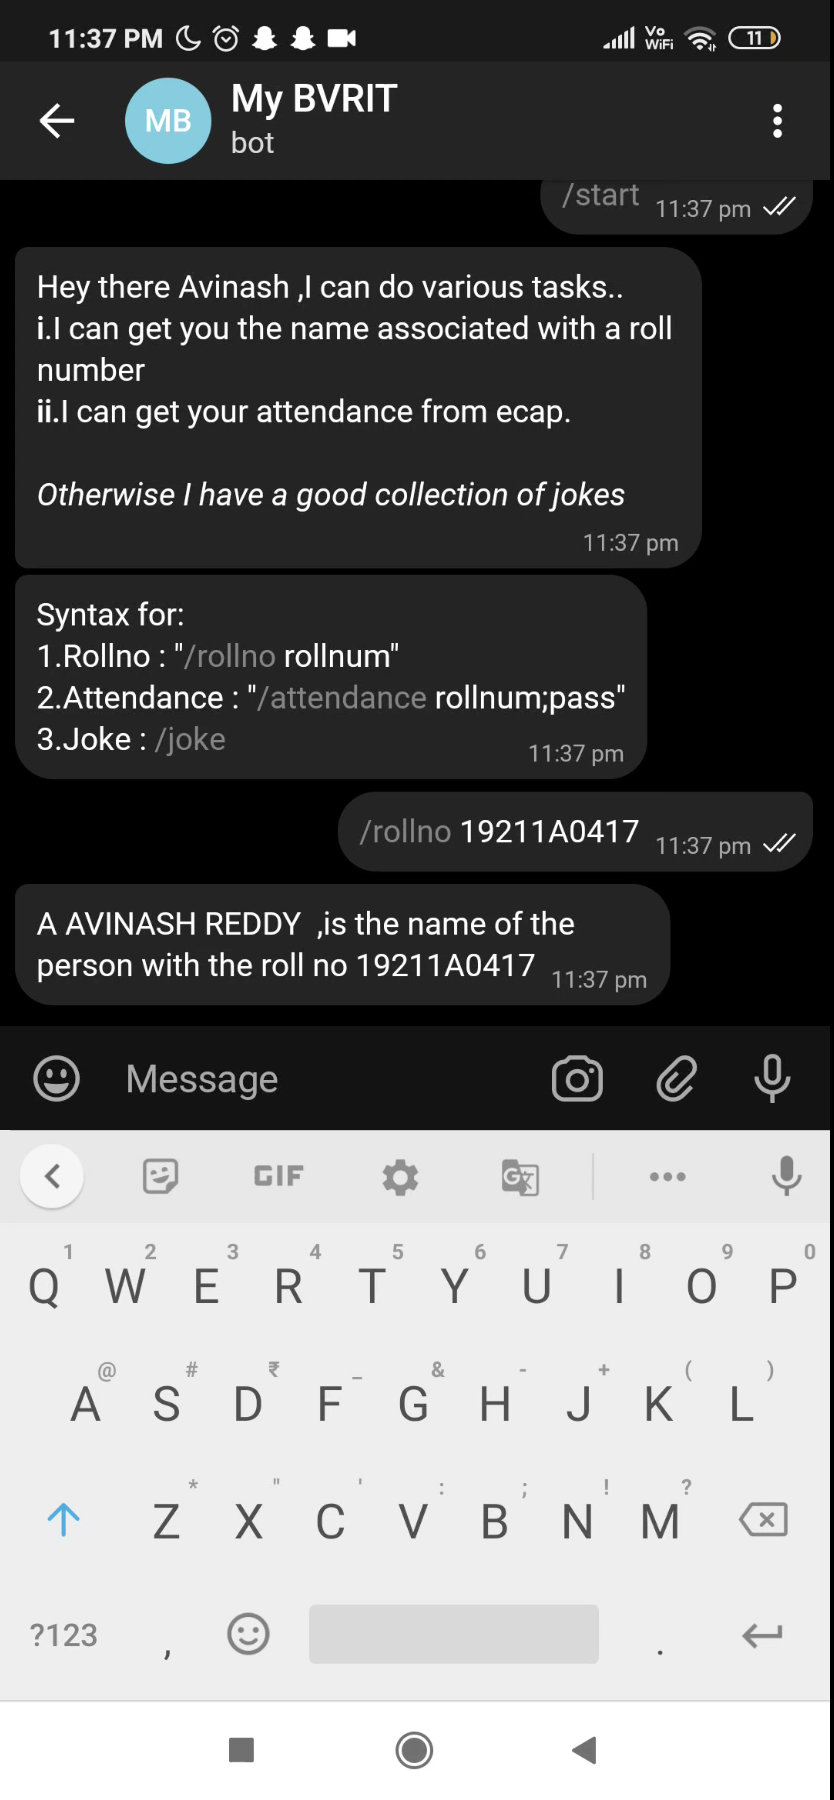 11:37 PM Vo WiFi 11
MB My BVRIT
bot
/start 11:37 pm
Hey there Avinash ,I can do various tasks..
i.I can get you the name associated with a roll
number
ii.I can get your attendance from ecap.
Otherwise I have a good collection of jokes
11:37 pm
Syntax for:
1.Rollno : "/rollno rollnum"
2.Attendance : "/attendance rollnum;pass"
3.Joke : /joke 11:37 pm
/rollno 19211A0417 11:37 pm
A AVINASH REDDY  ,is the name of the
person with the roll no 19211A0417 11:37 pm
Message
GIF G 文
1 2 3 4 5 6 7 8 9 0
Q W E R T Y U I O P
@ # ₹ _ & - + ( )
A S D F G H J K L
* " ' : ; ! ?
Z X C V B N M
?123 , .